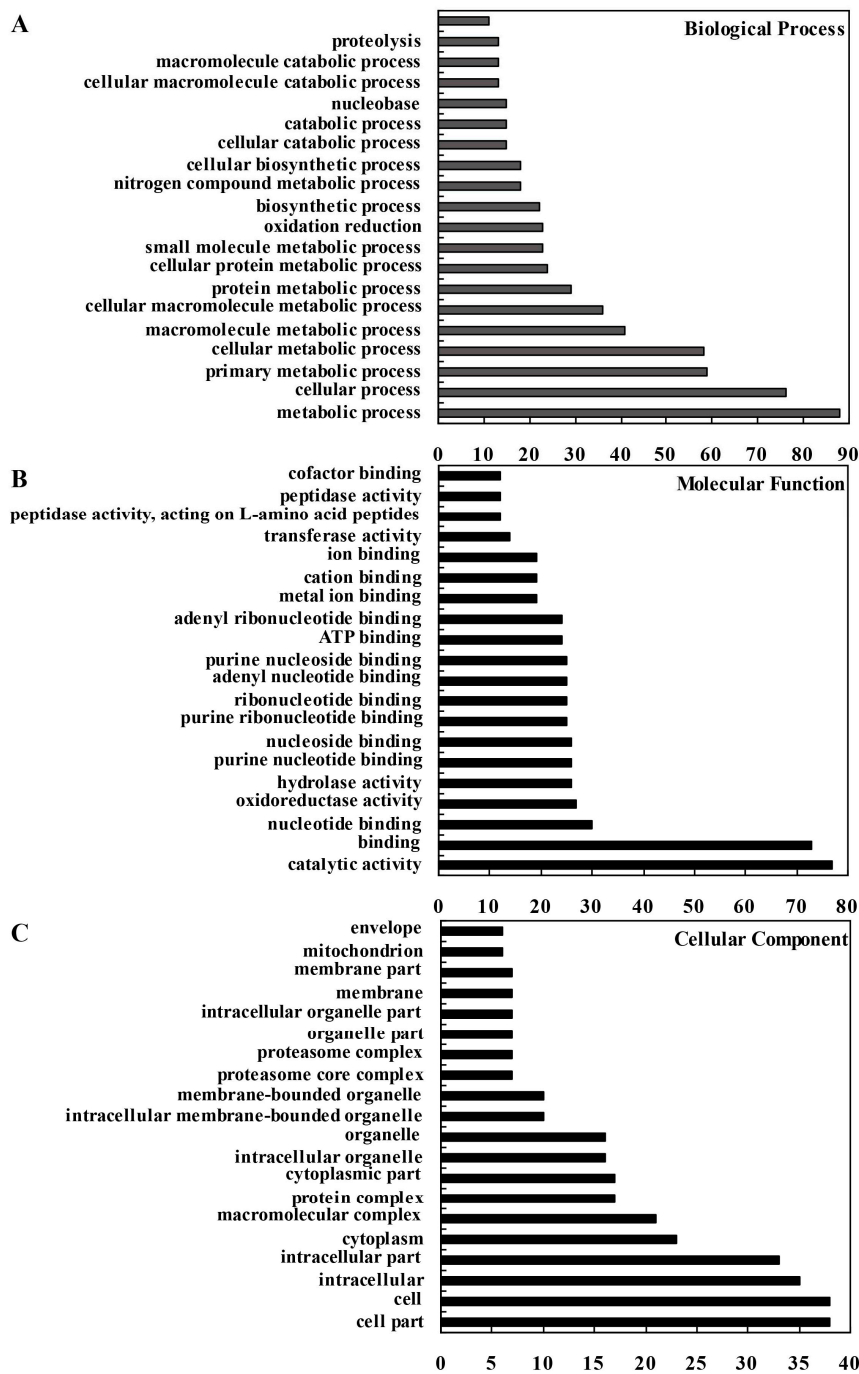 A
Biological Process
proteolysis
macromolecule catabolic process
cellular macromolecule catabolic process
nucleobase
catabolic process
cellular catabolic process
cellular biosynthetic process
nitrogen compound metabolic process
biosynthetic process
oxidation reduction
small molecule metabolic process
cellular protein metabolic process
protein metabolic process
cellular macromolecule metabolic process
macromolecule metabolic process
cellular metabolic process
primary metabolic process
cellular process
metabolic process
0 10 20 30 40 50 60 70 80 90
B
Molecular Function
cofactor binding
peptidase activity
peptidase activity, acting on L-amino acid peptides
transferase activity
ion binding
cation binding
metal ion binding
adenyl ribonucleotide binding
ATP binding
purine nucleoside binding
adenyl nucleotide binding
ribonucleotide binding
purine ribonucleotide binding
nucleoside binding
purine nucleotide binding
hydrolase activity
oxidoreductase activity
nucleotide binding
binding
catalytic activity
0 10 20 30 40 50 60 70 80
C
Cellular Component
envelope
mitochondrion
membrane part
membrane
intracellular organelle part
organelle part
proteasome complex
proteasome core complex
membrane-bounded organelle
intracellular membrane-bounded organelle
organelle
intracellular organelle
cytoplasmic part
protein complex
macromolecular complex
cytoplasm
intracellular part
intracellular
cell
cell part
0 5 10 15 20 25 30 35 40